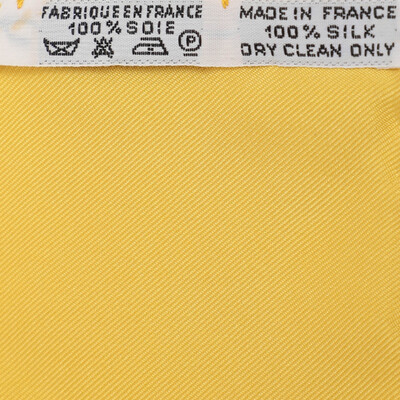 FABRIQUE EN FRANCE
100% SOIE
MADE IN FRANCE
100% SILK
DRY CLEAN ONLY